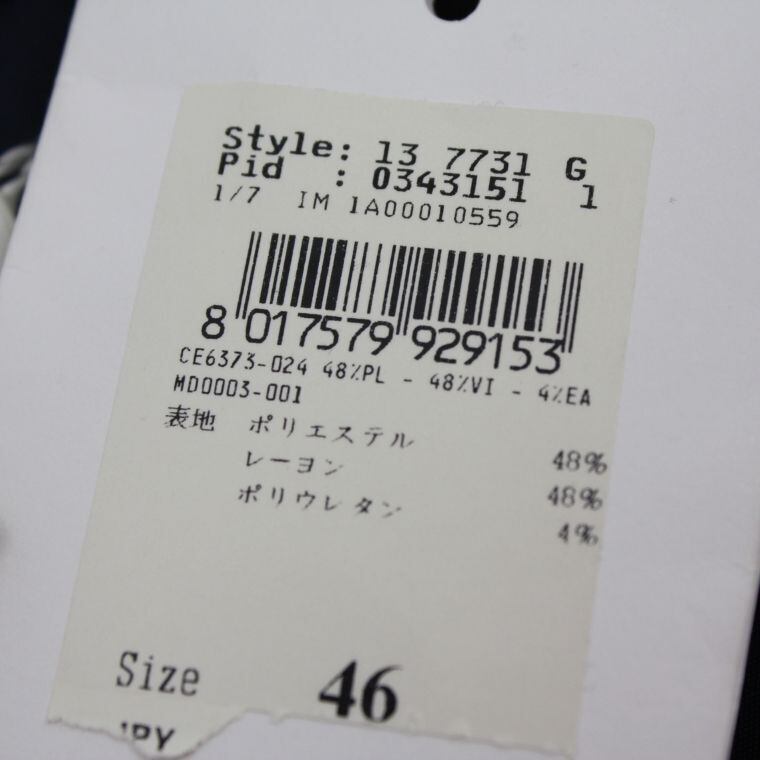 Style: 13 7731 G
Pid : 0343151 1
1/7 IM 1A00010559
8 017579 929153
CE6373-024 48%PL - 48%VI - 4%EA
MD0003-001
表地 ポリエステル 48%
レーヨン 48%
ポリウレタン 4%
Size 46
JPY